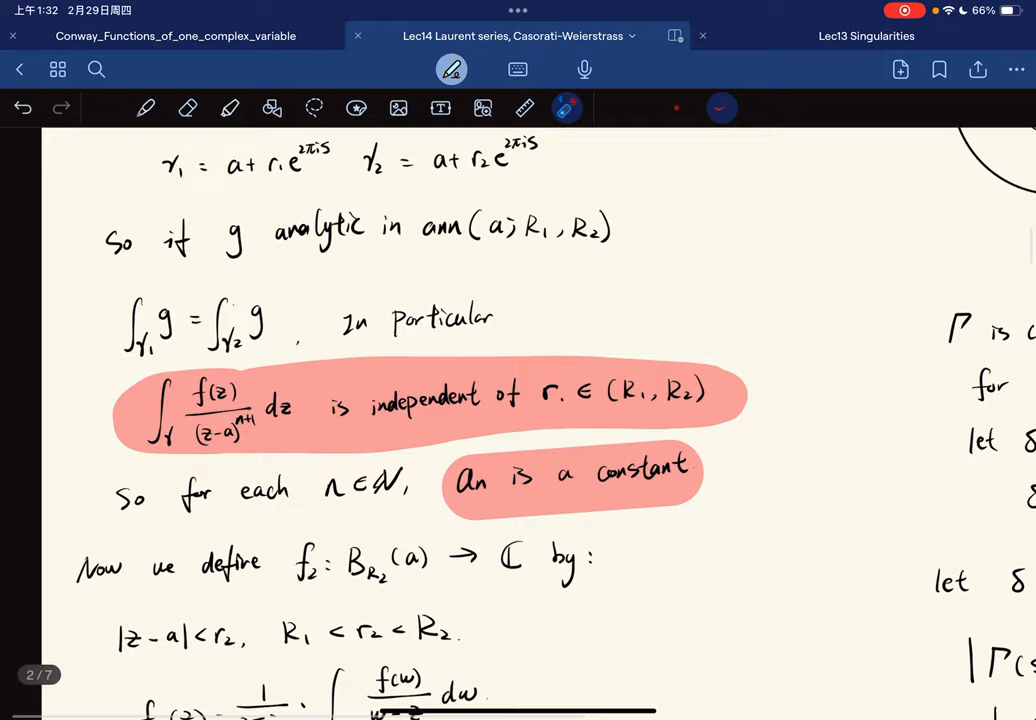 上午1:32 2月29日周四
66%
Conway_Functions_of_one_complex_variable
Lec14 Laurent series, Casorati-Weierstrass
Lec13 Singularities
γ₁ = a + r₁e^{2πis} γ₂ = a + r₂e^{2πis}
So if g analytic in ann(a; R₁, R₂)
∫_{γ₁} g = ∫_{γ₂} g . In particular
∫_γ f(z)/(z-a)^{n+1} dz is independent of r. ∈ (R₁, R₂)
So for each n ∈ ℕ, an is a constant.
Now we define f₂: B_{R₂}(a) → ℂ by:
|z-a| < r₂, R₁ < r₂ < R₂.
f(w) dw
Γ is
for
let δ
δ
let δ
|Γ(
2 / 7